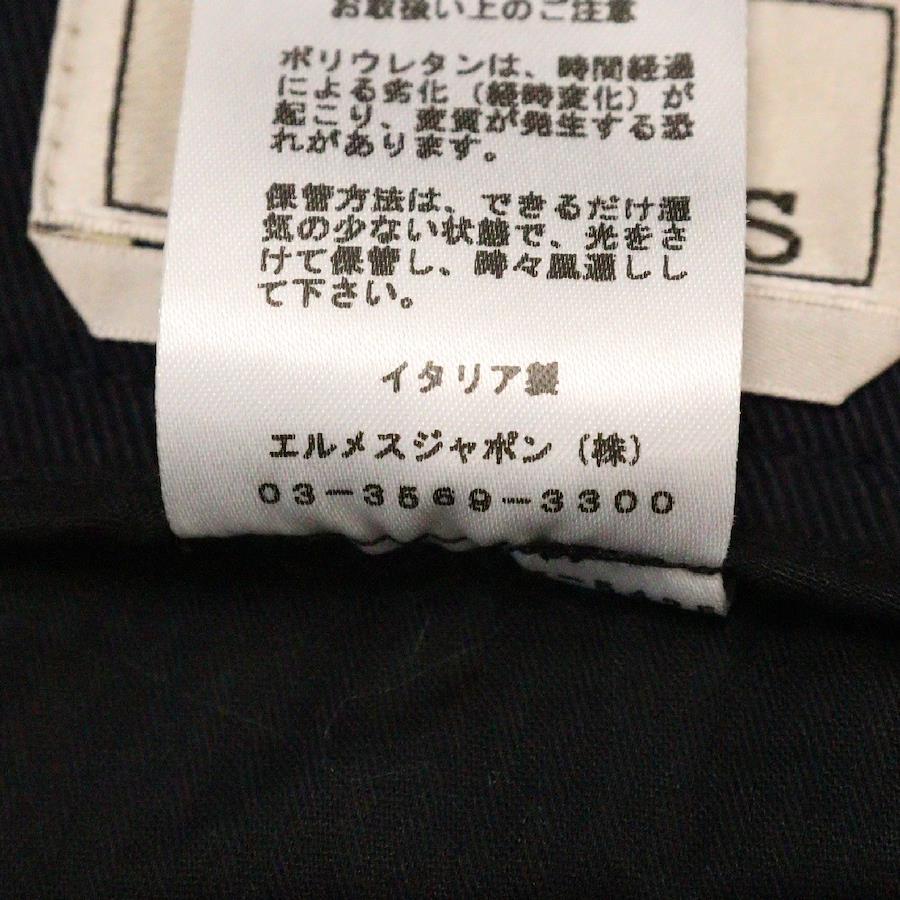 お取扱い上のご注意
ポリウレタンは、時間経過
による劣化（経時変化）が
起こり、変質が発生する恐
れがあります。
保管方法は、できるだけ湿
気の少ない状態で、光をさ
けて保管し、時々風通しし
て下さい。
イタリア製
エルメスジャポン（株）
03-3569-3300
S